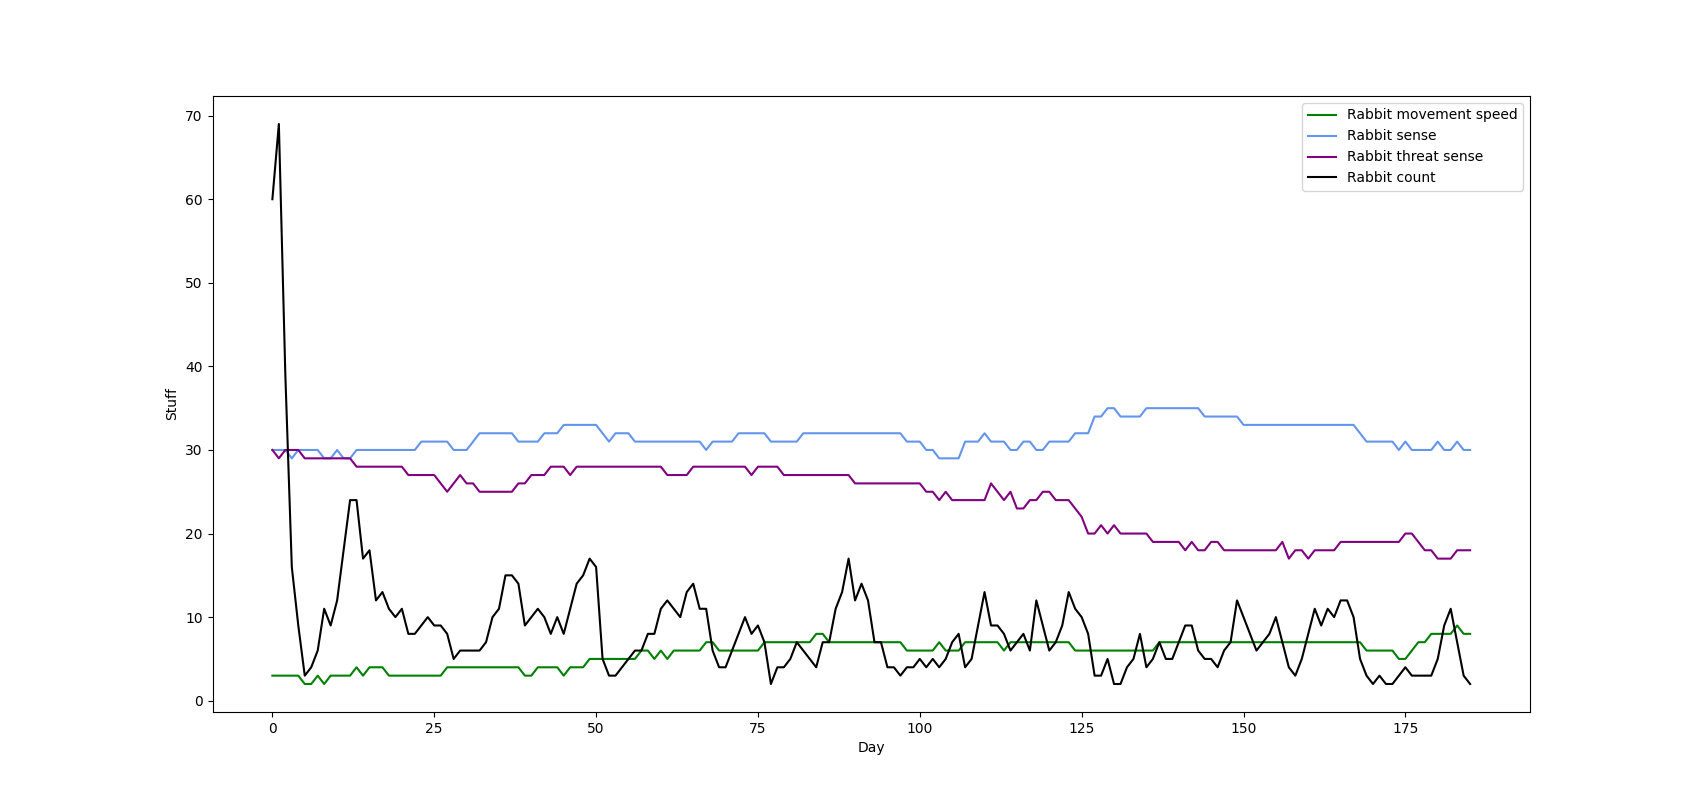 Rabbit movement speed
Rabbit sense
Rabbit threat sense
Rabbit count
70
60
50
40
30
20
10
0
Stuff
0 25 50 75 100 125 150 175
Day